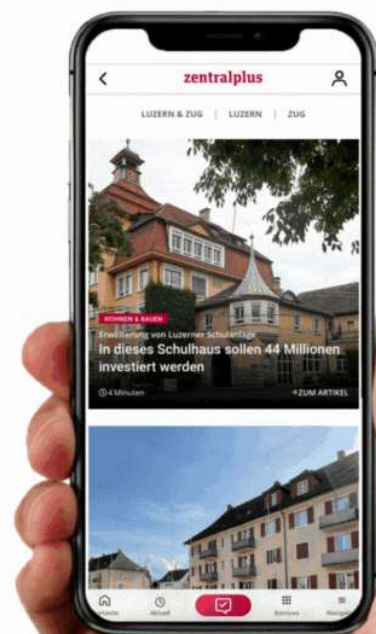 zentralplus
LUZERN & ZUG | LUZERN | ZUG
WOHNEN & BAUEN
Erweiterung von Luzerner Schulanlage
In dieses Schulhaus sollen 44 Millionen
investiert werden
4 Minuten → ZUM ARTIKEL
Aktuell Services